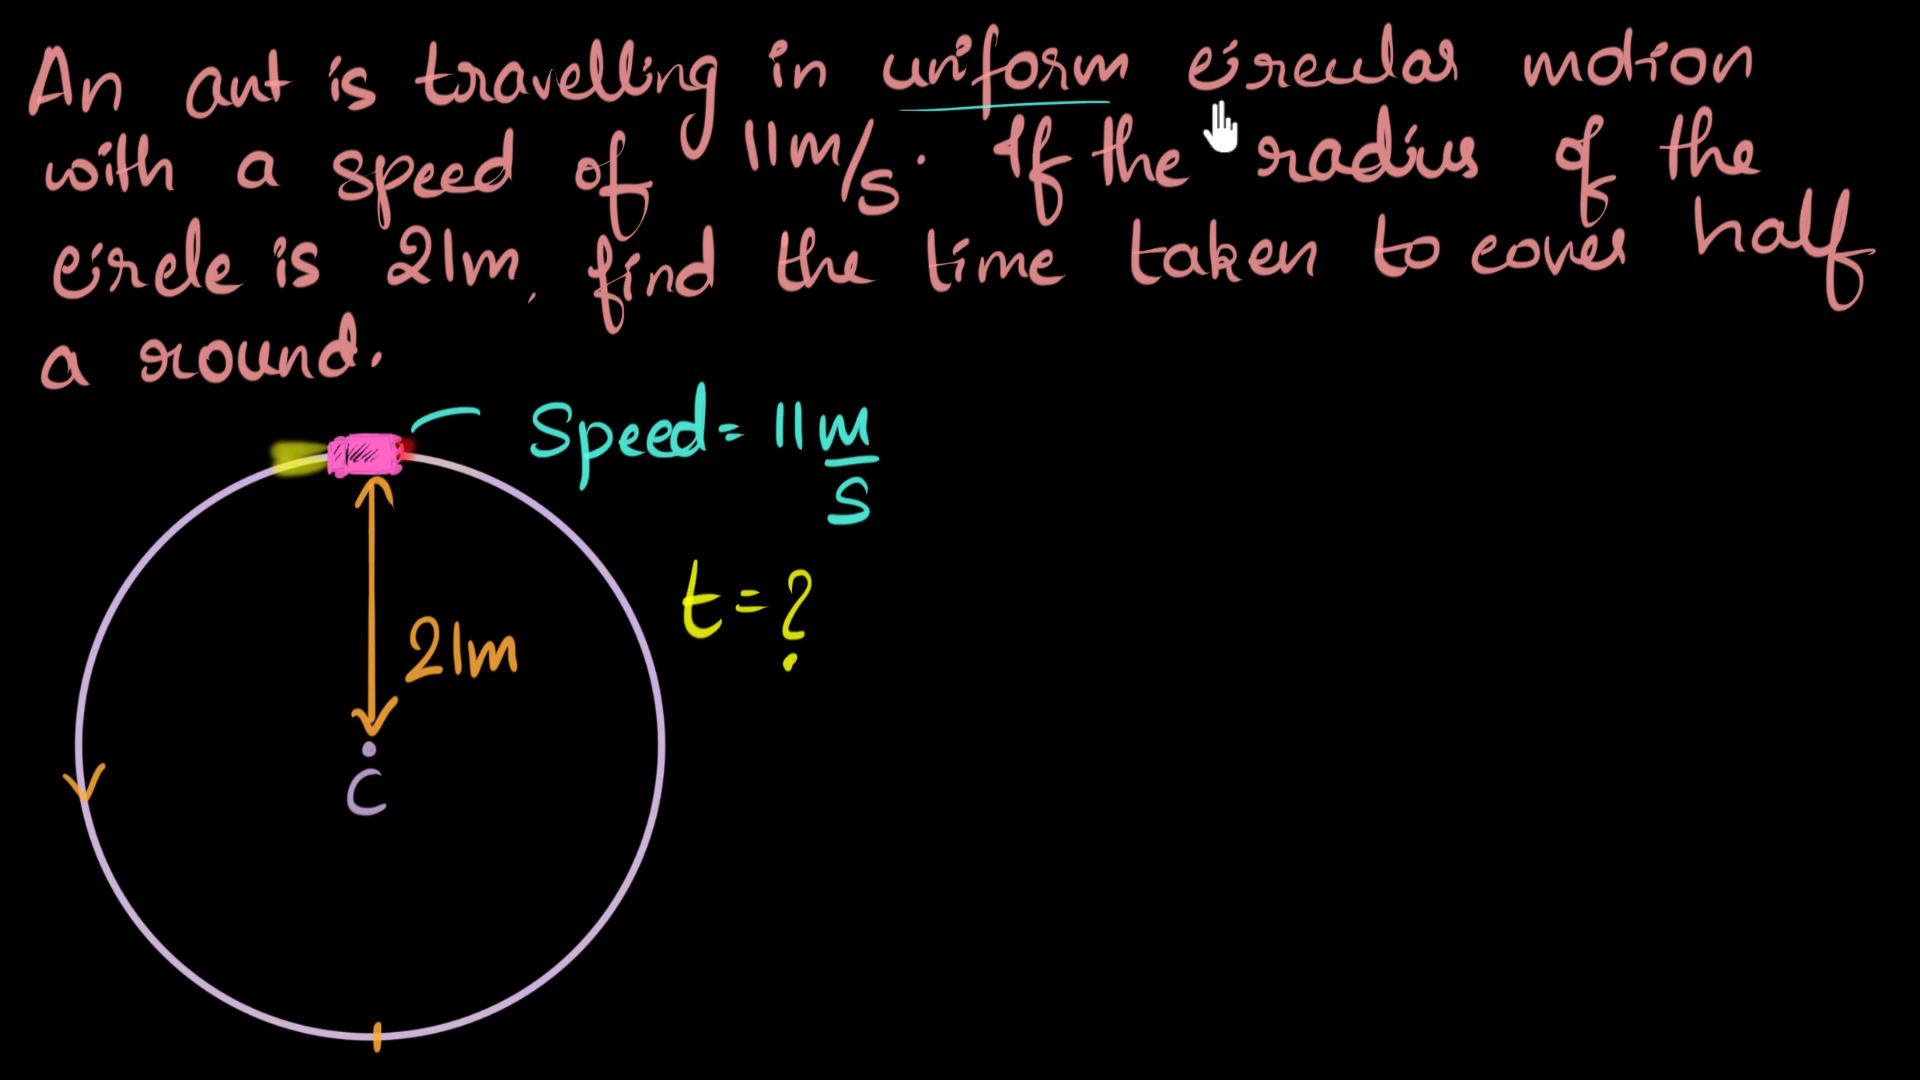 An ant is travelling in uniform circular motion
with a speed of 11m/s. If the radius of the
circle is 21m, find the time taken to cover half
a round.
Speed = 11 m/s
t = ?
21m
C